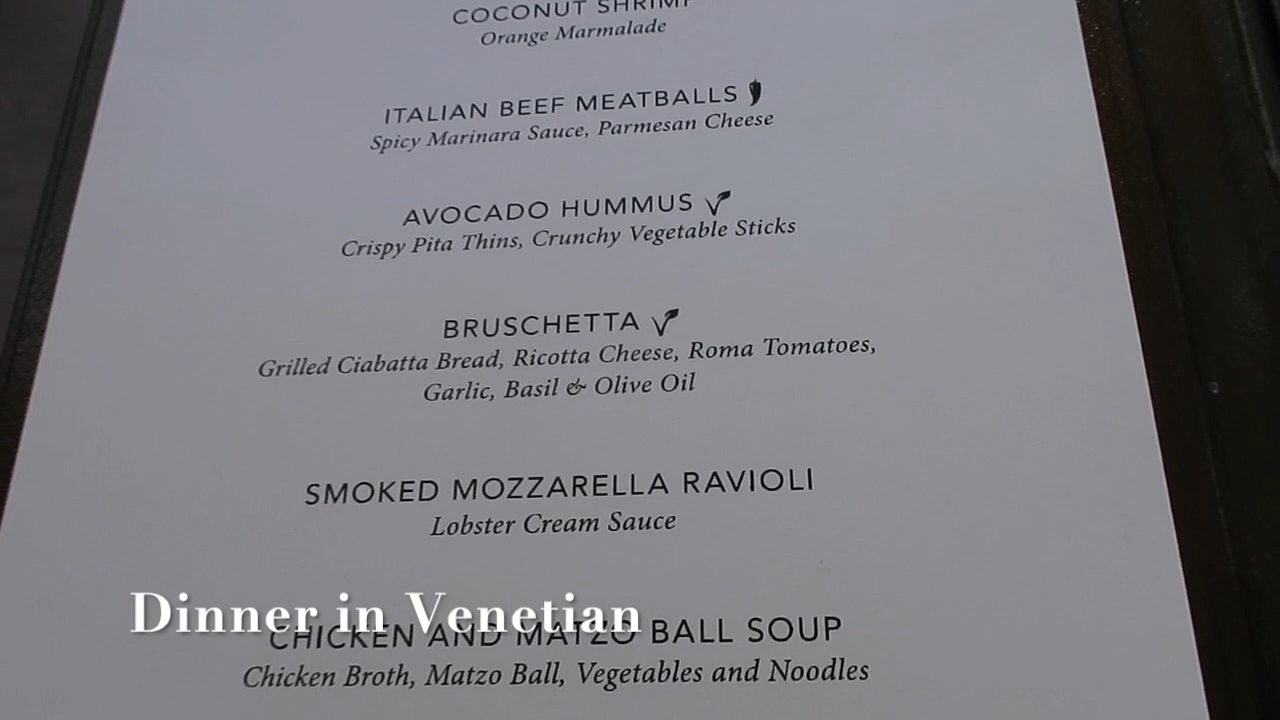 COCONUT SHRIMP
Orange Marmalade
ITALIAN BEEF MEATBALLS
Spicy Marinara Sauce, Parmesan Cheese
AVOCADO HUMMUS
Crispy Pita Thins, Crunchy Vegetable Sticks
BRUSCHETTA
Grilled Ciabatta Bread, Ricotta Cheese, Roma Tomatoes,
Garlic, Basil & Olive Oil
SMOKED MOZZARELLA RAVIOLI
Lobster Cream Sauce
Dinner in Venetian
CHICKEN AND MATZO BALL SOUP
Chicken Broth, Matzo Ball, Vegetables and Noodles